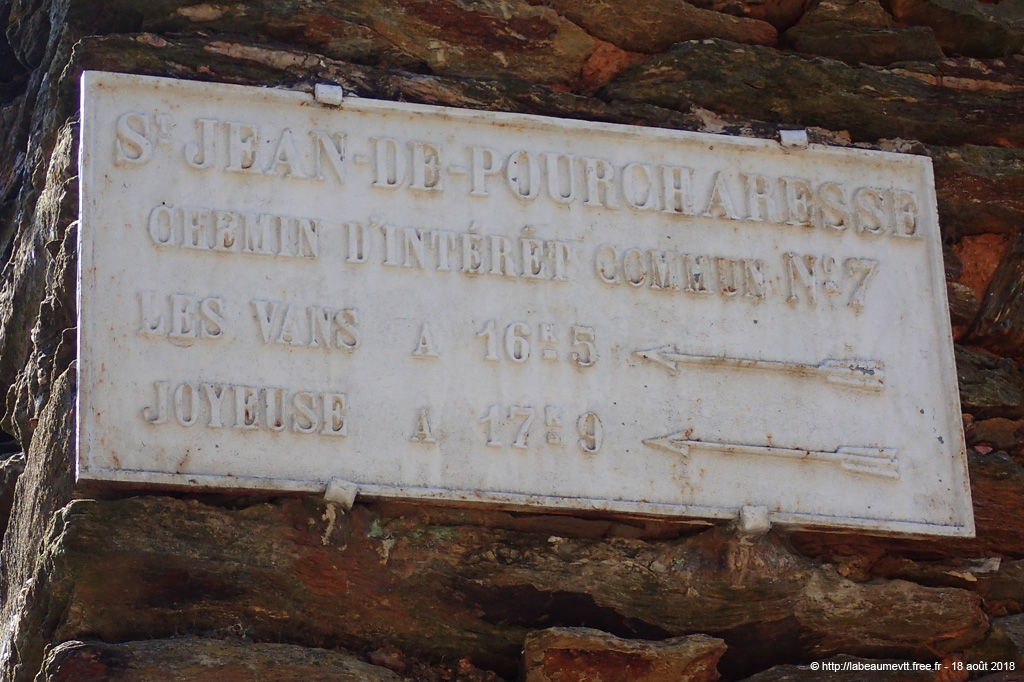 ST JEAN-DE-POURCHARESSE
CHEMIN D'INTÉRÊT COMMUN No 7
LES VANS A 16K 5
JOYEUSE A 17K 9
© http://labeaumevtt.free.fr - 18 août 2018